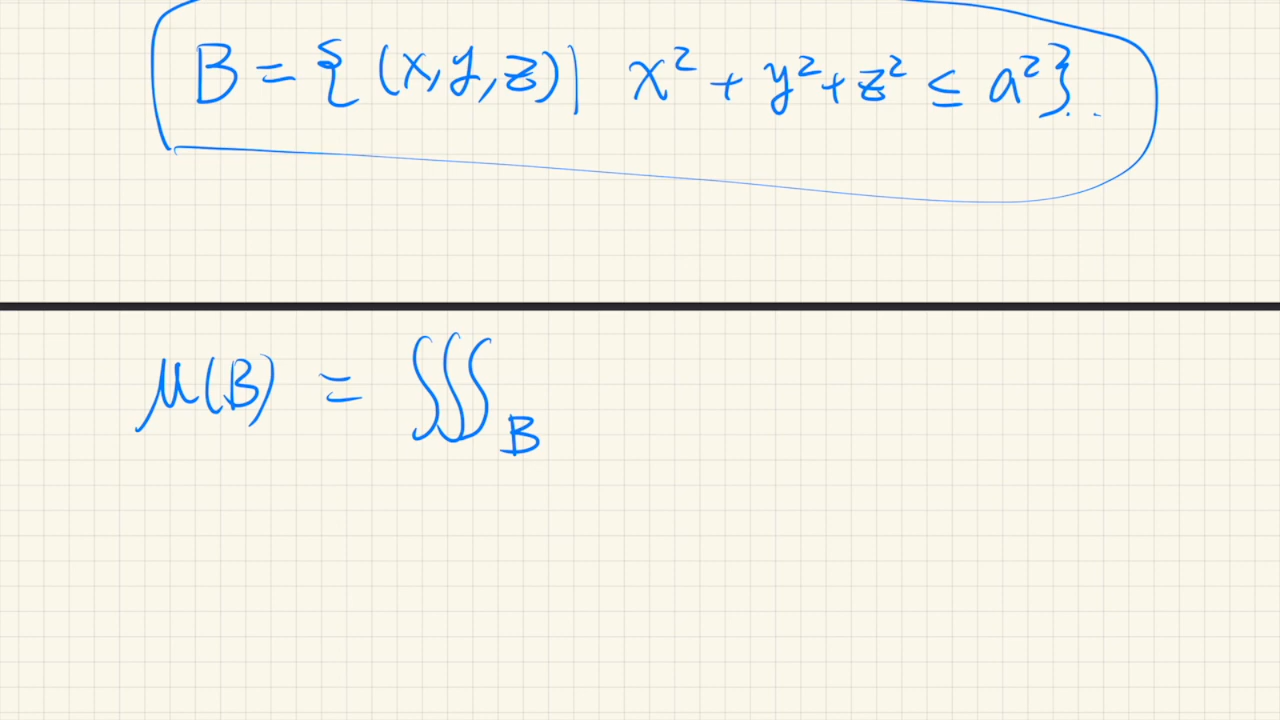 B = { (x,y,z) | x² + y² + z² ≤ a² }..
μ(B) = ∭_B